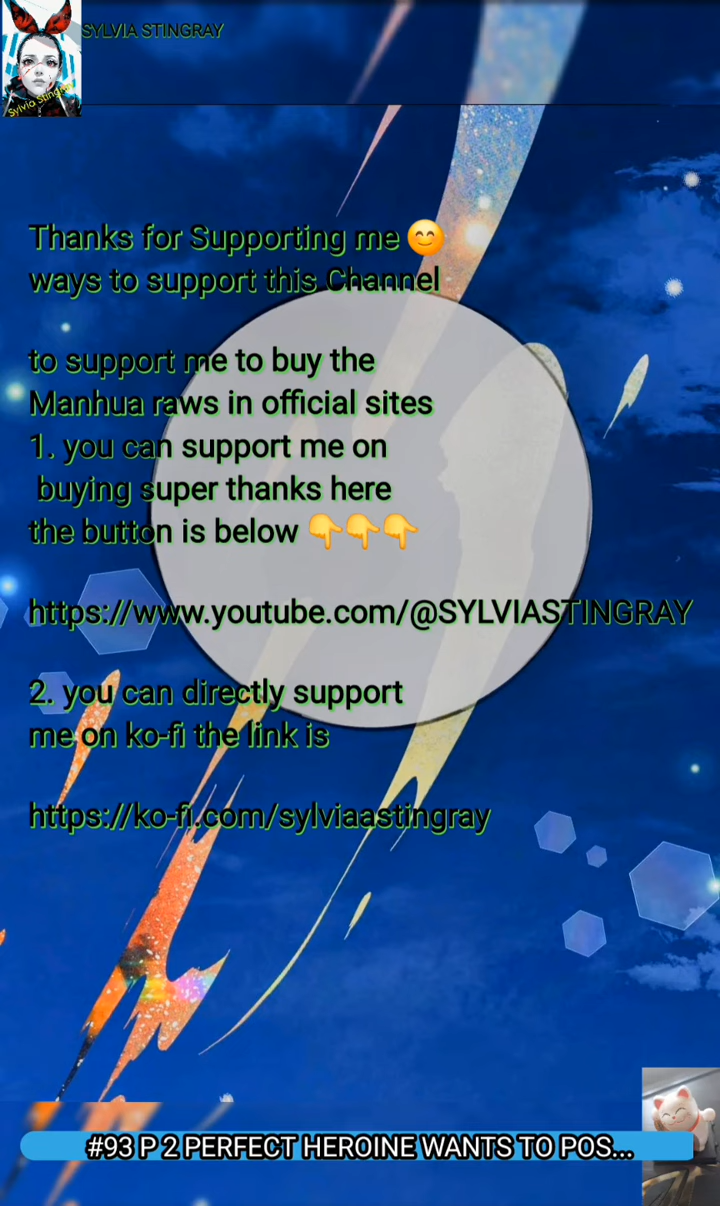 SYLVIA STINGRAY
Sylvia Stingray
Thanks for Supporting me 😊
ways to support this Channel
to support me to buy the
Manhua raws in official sites
1. you can support me on
buying super thanks here
the button is below 👇👇👇
https://www.youtube.com/@SYLVIASTINGRAY
2. you can directly support
me on ko-fi the link is
https://ko-fi.com/sylviaastingray
#93 P 2 PERFECT HEROINE WANTS TO POS...